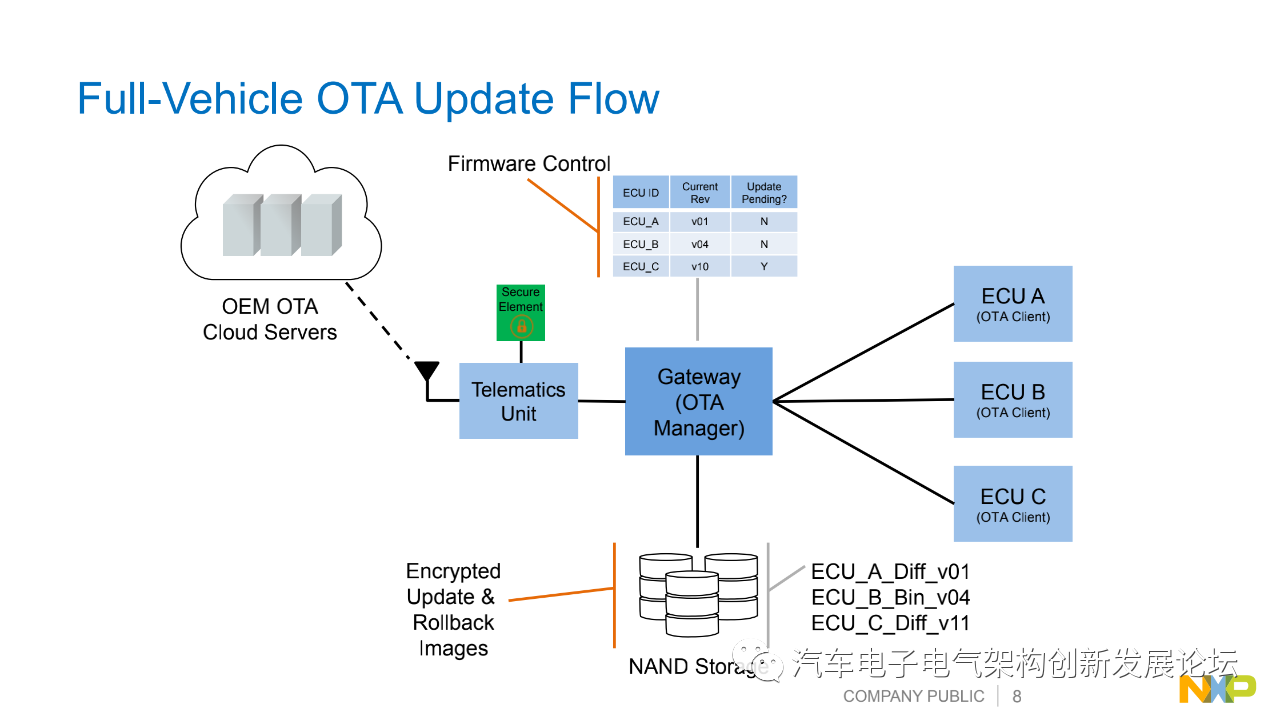 Full-Vehicle OTA Update Flow
Firmware Control
ECU ID Current Rev Update Pending?
ECU_A v01 N
ECU_B v04 N
ECU_C v10 Y
OEM OTA
Cloud Servers
Secure
Element
Telematics
Unit
Gateway
(OTA
Manager)
ECU A
(OTA Client)
ECU B
(OTA Client)
ECU C
(OTA Client)
Encrypted
Update &
Rollback
Images
NAND Storage
ECU_A_Diff_v01
ECU_B_Bin_v04
ECU_C_Diff_v11
汽车电子电气架构创新发展论坛
COMPANY PUBLIC 8
NXP